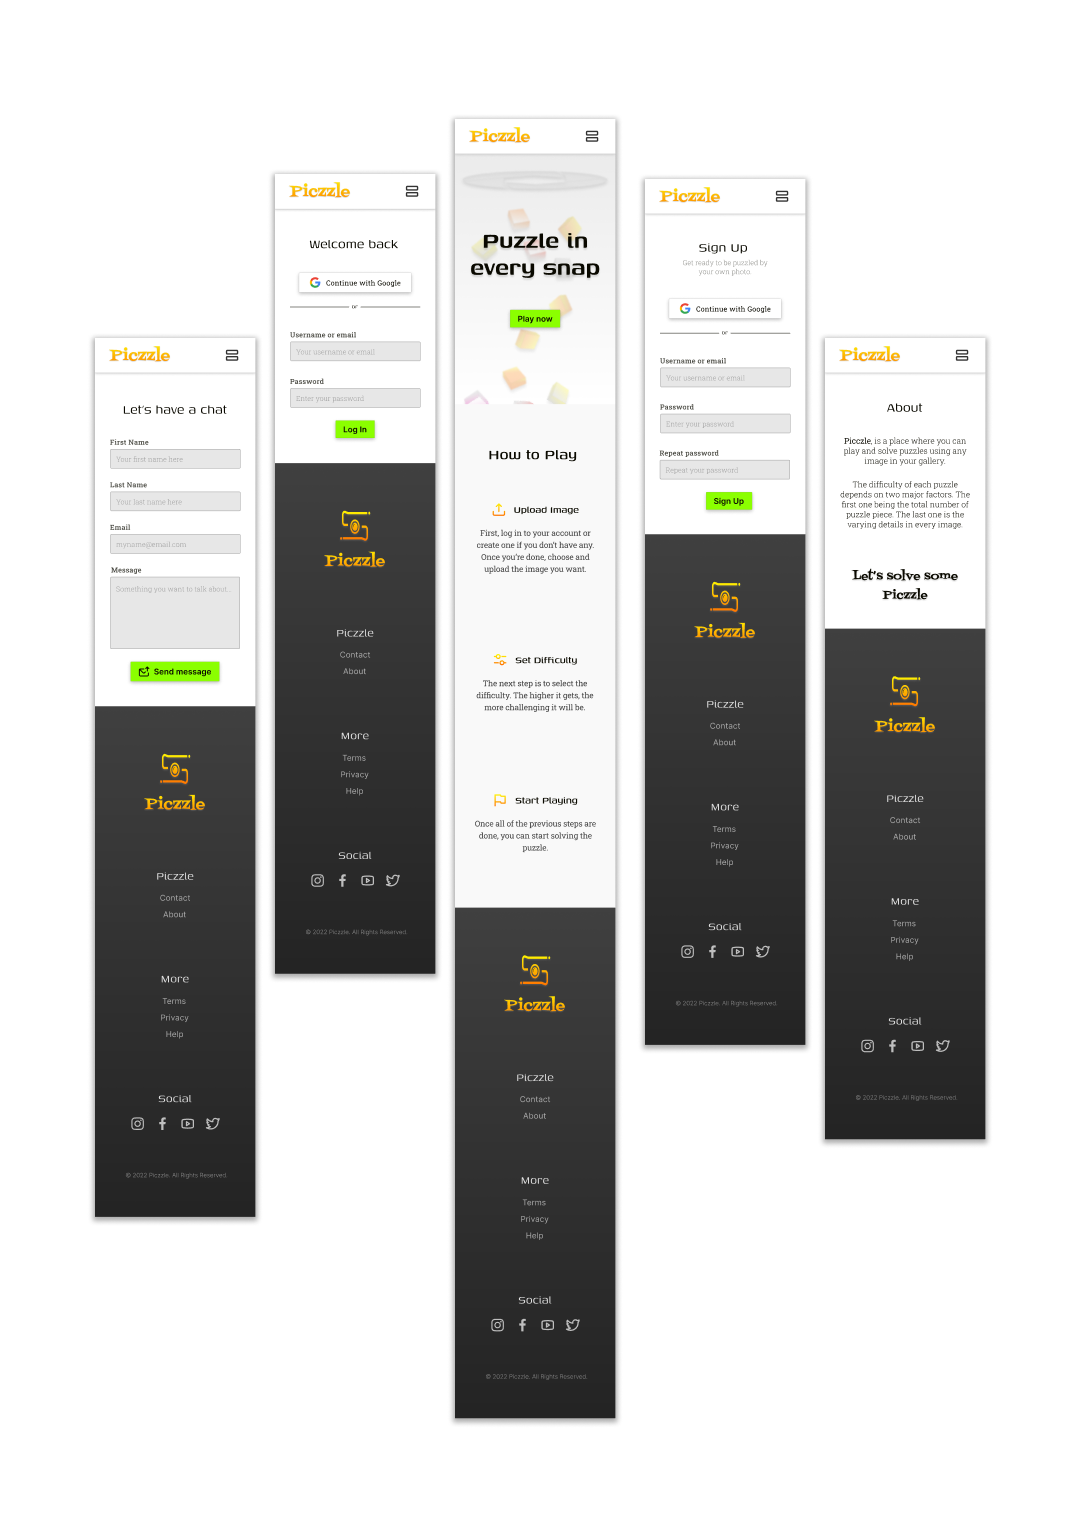 Piczzle
Let's have a chat
First Name
Your first name here
Last Name
Your last name here
Email
myname@email.com
Message
Something you want to talk about...
Send message
Piczzle
Piczzle
Contact
About
More
Terms
Privacy
Help
Social
© 2022 Piczzle. All Rights Reserved.
Piczzle
Welcome back
Continue with Google
or
Username or email
Your username or email
Password
Enter your password
Log In
Piczzle
Piczzle
Contact
About
More
Terms
Privacy
Help
Social
© 2022 Piczzle. All Rights Reserved.
Piczzle
Puzzle in
every snap
Play now
How to Play
Upload Image
First, log in to your account or
create one if you don't have any.
Once you're done, choose and
upload the image you want.
Set Difficulty
The next step is to select the
difficulty. The higher it gets, the
more challenging it will be.
Start Playing
Once all of the previous steps are
done, you can start solving the
puzzle.
Piczzle
Piczzle
Contact
About
More
Terms
Privacy
Help
Social
© 2022 Piczzle. All Rights Reserved.
Piczzle
Sign Up
Get ready to be puzzled by
your own photo.
Continue with Google
or
Username or email
Your username or email
Password
Enter your password
Repeat password
Repeat your password
Sign Up
Piczzle
Piczzle
Contact
About
More
Terms
Privacy
Help
Social
© 2022 Piczzle. All Rights Reserved.
Piczzle
About
Piczzle, is a place where you can
play and solve puzzles using any
image in your gallery.
The difficulty of each puzzle
depends on two major factors. The
first one being the total number of
puzzle piece. The last one is the
varying details in every image.
Let's solve some
Piczzle
Piczzle
Piczzle
Contact
About
More
Terms
Privacy
Help
Social
© 2022 Piczzle. All Rights Reserved.